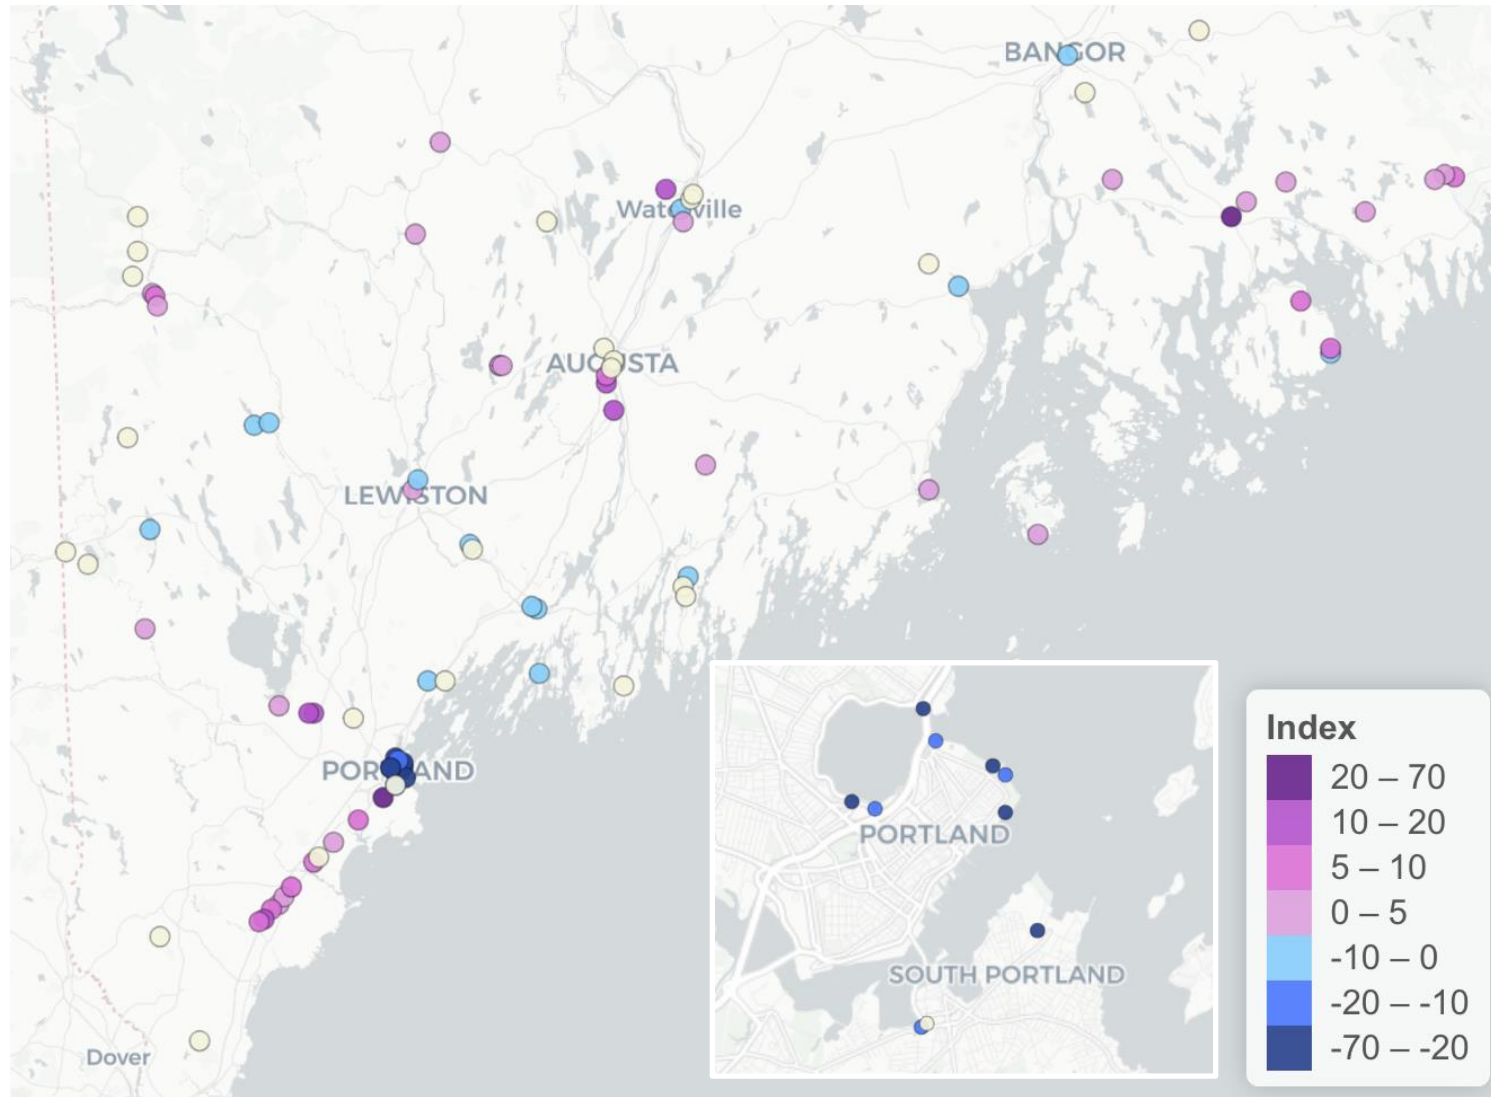 BANGOR
Waterville
AUGUSTA
LEWISTON
PORTLAND
Dover
PORTLAND
SOUTH PORTLAND
Index
20 – 70
10 – 20
5 – 10
0 – 5
-10 – 0
-20 – -10
-70 – -20